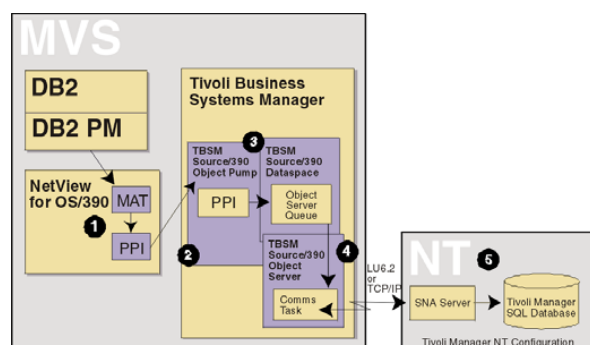 MVS
DB2
DB2 PM
NetView
for OS/390
MAT
1
PPI
Tivoli Business
Systems Manager
3
TBSM
Source/390
Object Pump
TBSM
Source/390
Dataspace
PPI
Object
Server
Queue
2
4
TBSM
Source/390
Object
Server
Comms
Task
LU6.2
or
TCP/IP
NT
5
SNA Server
Tivoli Manager
SQL Database
Tivoli Manager NT Configuration